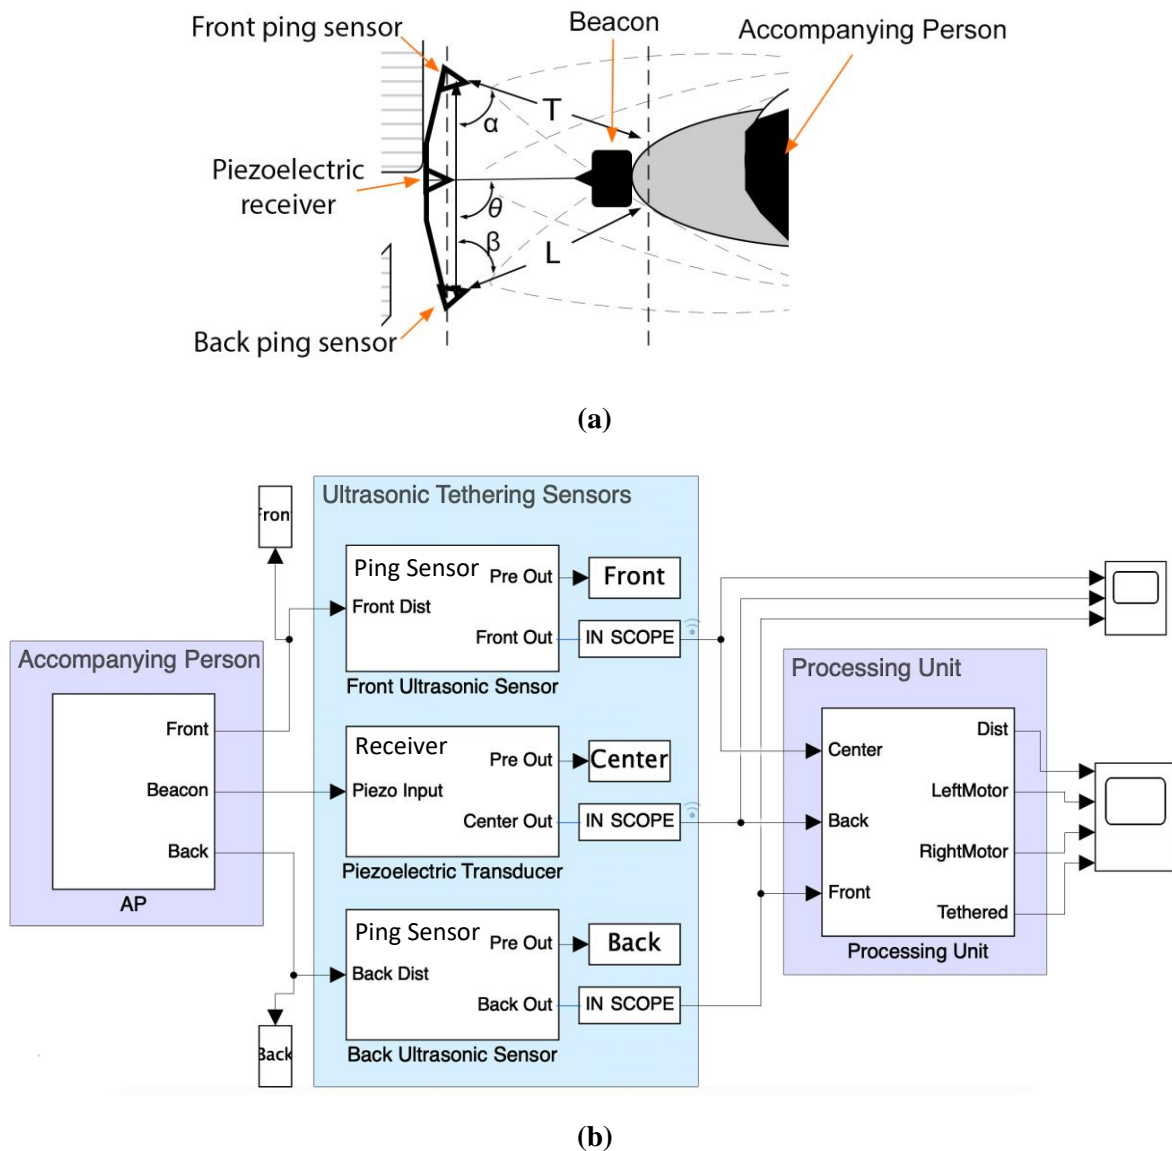 Front ping sensor
Beacon
Accompanying Person
T
α
Piezoelectric
receiver
θ
β
L
Back ping sensor
(a)
Ultrasonic Tethering Sensors
Front
Ping Sensor
Pre Out
Front
Front Dist
Front Out
IN SCOPE
Front Ultrasonic Sensor
Accompanying Person
Front
Beacon
Back
AP
Receiver
Pre Out
Center
Piezo Input
Center Out
IN SCOPE
Piezoelectric Transducer
Ping Sensor
Pre Out
Back
Back Dist
Back Out
IN SCOPE
Back Ultrasonic Sensor
Back
Processing Unit
Center
Back
Front
Dist
LeftMotor
RightMotor
Tethered
Processing Unit
(b)